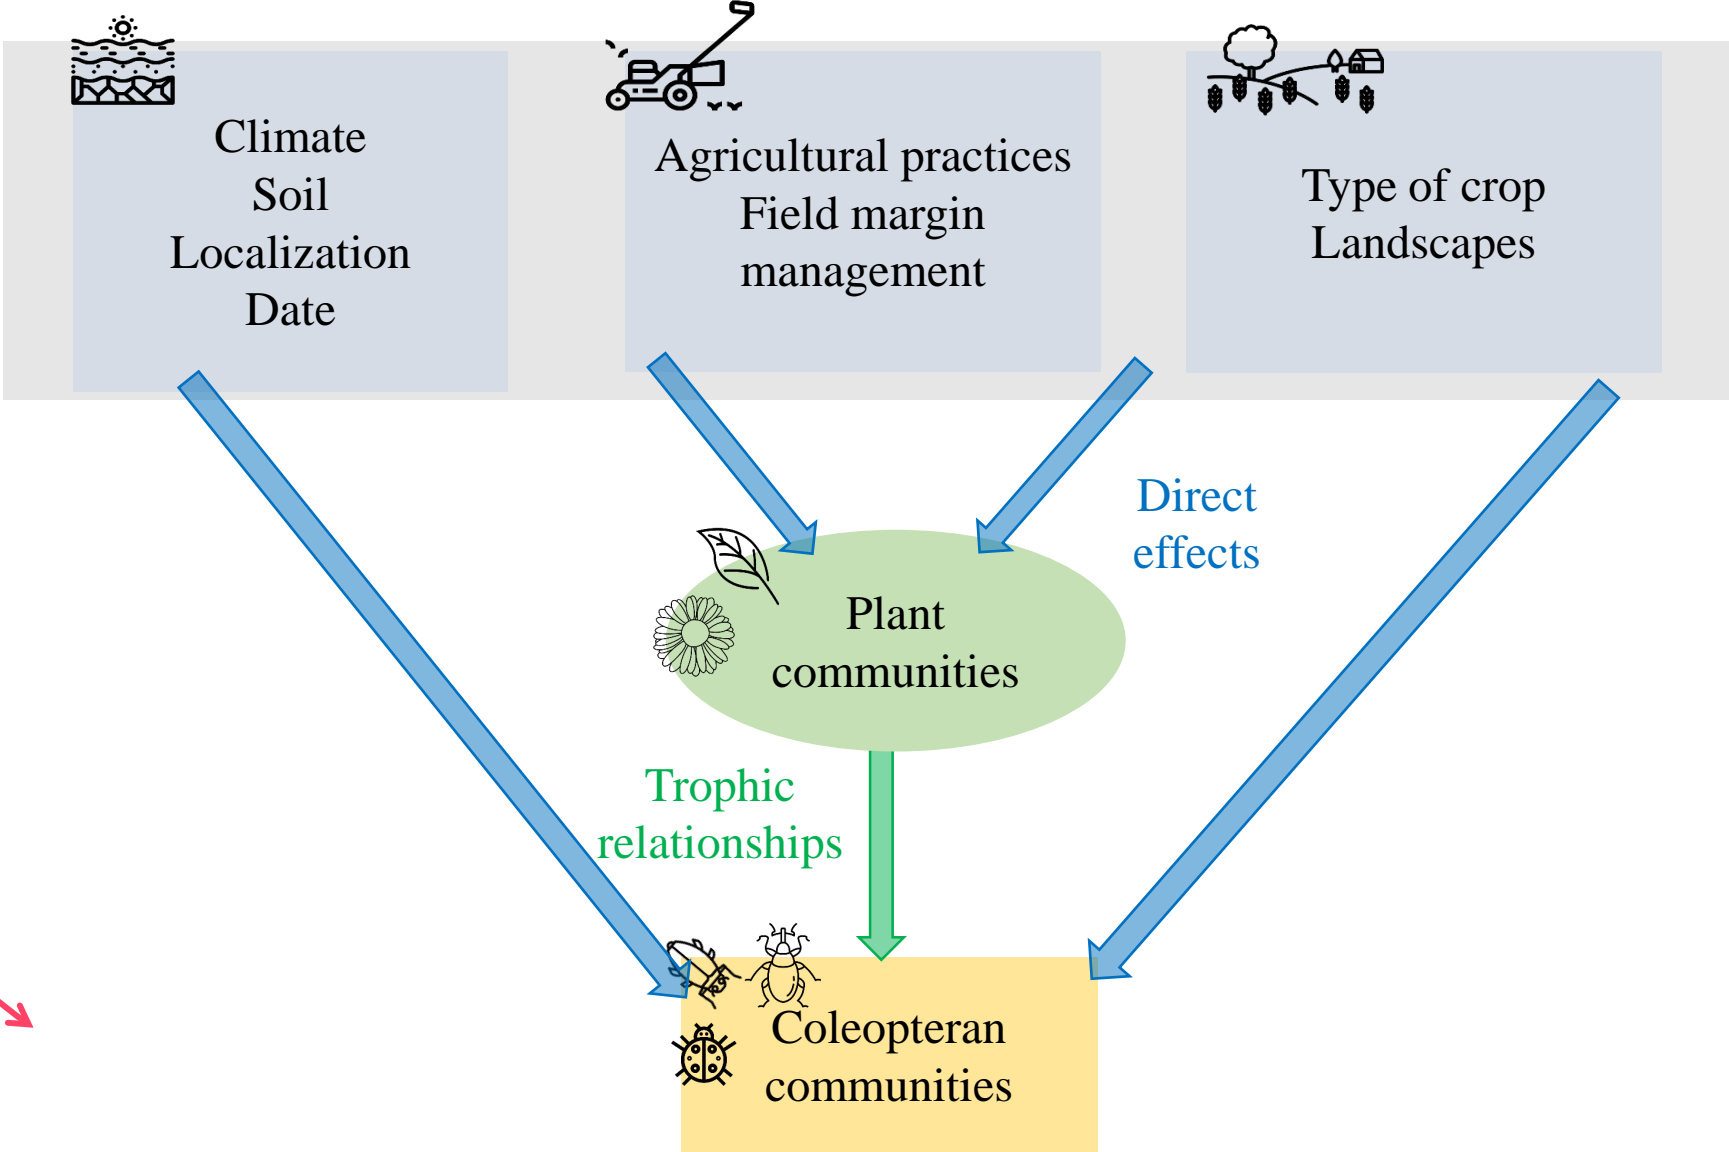 Climate
Soil
Localization
Date
Agricultural practices
Field margin
management
Type of crop
Landscapes
Direct
effects
Plant
communities
Trophic
relationships
Coleopteran
communities